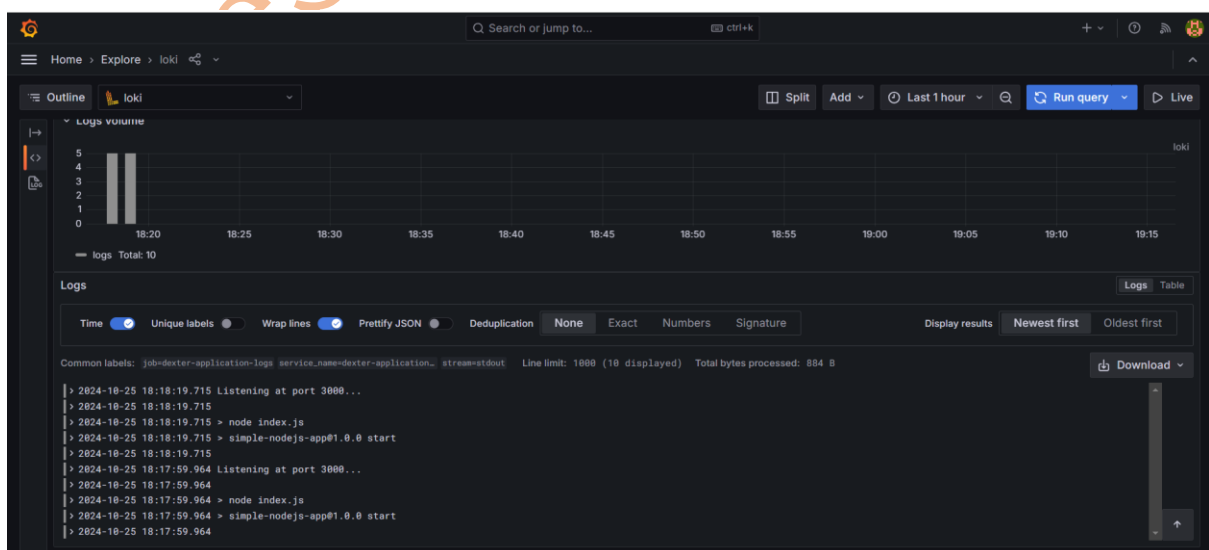 Search or jump to... ctrl+k
Home › Explore › loki
Outline loki Split Add Last 1 hour Run query Live
Logs volume
loki
5
4
3
2
1
0
18:20 18:25 18:30 18:35 18:40 18:45 18:50 18:55 19:00 19:05 19:10 19:15
logs Total: 10
Logs Logs Table
Time Unique labels Wrap lines Prettify JSON Deduplication None Exact Numbers Signature Display results Newest first Oldest first
Common labels: job=dexter-application-logs service_name=dexter-application… stream=stdout Line limit: 1000 (10 displayed) Total bytes processed: 884 B Download
> 2024-10-25 18:18:19.715 Listening at port 3000...
> 2024-10-25 18:18:19.715
> 2024-10-25 18:18:19.715 > node index.js
> 2024-10-25 18:18:19.715 > simple-nodejs-app@1.0.0 start
> 2024-10-25 18:18:19.715
> 2024-10-25 18:17:59.964 Listening at port 3000...
> 2024-10-25 18:17:59.964
> 2024-10-25 18:17:59.964 > node index.js
> 2024-10-25 18:17:59.964 > simple-nodejs-app@1.0.0 start
> 2024-10-25 18:17:59.964